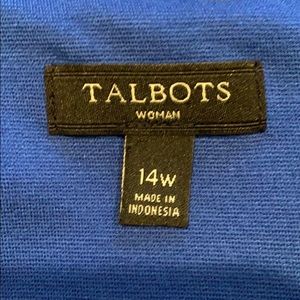 TALBOTS
WOMAN
14W
MADE IN
INDONESIA